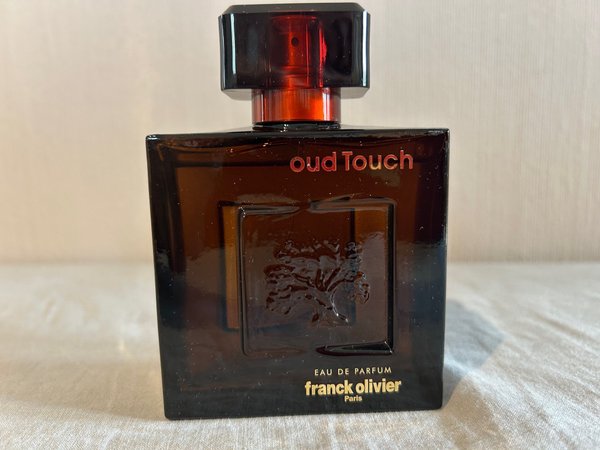 oud Touch
EAU DE PARFUM
franck olivier
Paris